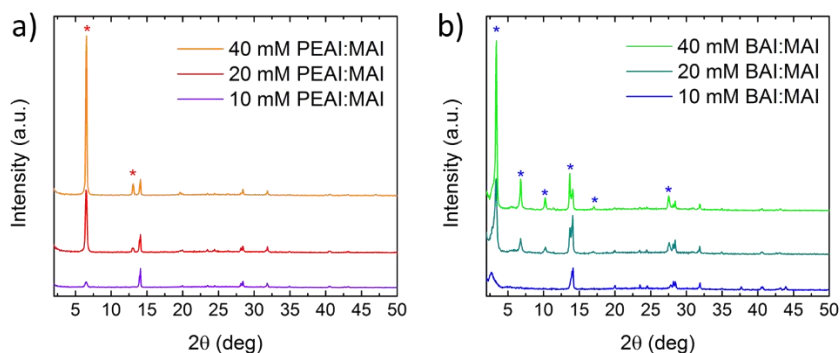 a)
*
*
40 mM PEAI:MAI
20 mM PEAI:MAI
10 mM PEAI:MAI
Intensity (a.u.)
5 10 15 20 25 30 35 40 45 50
2θ (deg)
b)
*
*
*
*
*
*
40 mM BAI:MAI
20 mM BAI:MAI
10 mM BAI:MAI
Intensity (a.u.)
5 10 15 20 25 30 35 40 45 50
2θ (deg)